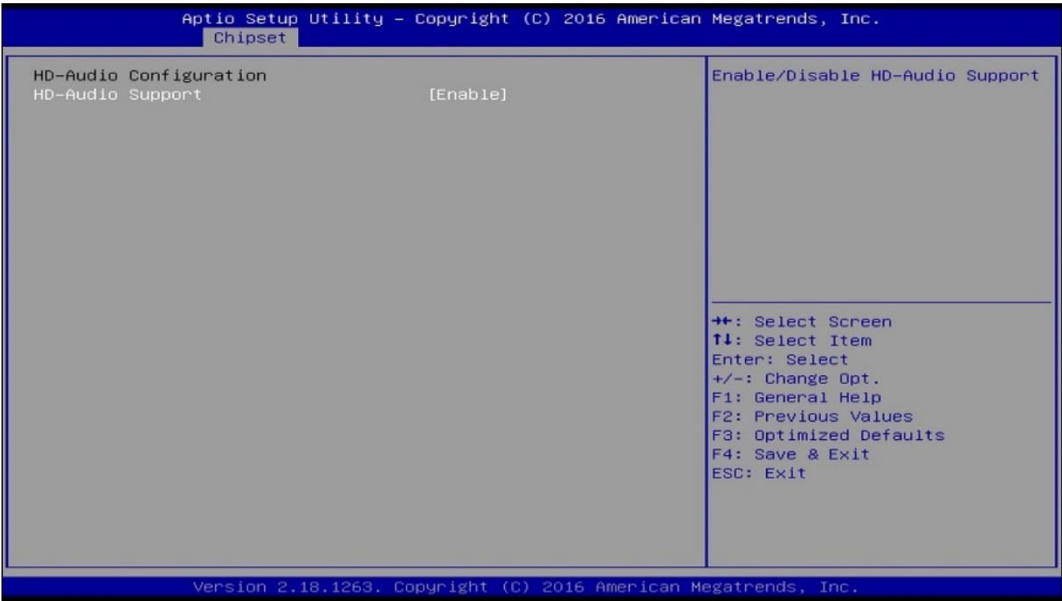 Aptio Setup Utility – Copyright (C) 2016 American Megatrends, Inc.
Chipset
HD-Audio Configuration
HD-Audio Support [Enable]
Enable/Disable HD-Audio Support
→←: Select Screen
↑↓: Select Item
Enter: Select
+/-: Change Opt.
F1: General Help
F2: Previous Values
F3: Optimized Defaults
F4: Save & Exit
ESC: Exit
Version 2.18.1263. Copyright (C) 2016 American Megatrends, Inc.